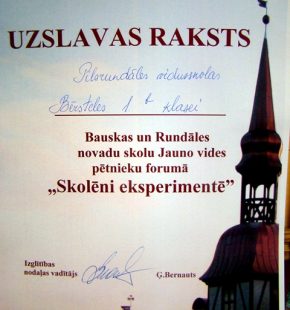 UZSLAVAS RAKSTS
Pilsrundāles vidusskolas
Bērsteles 1. klasei
Bauskas un Rundāles
novadu skolu Jauno vides
pētnieku forumā
„Skolēni eksperimentē”
Izglītības
nodaļas vadītājs
Ģ.Bernauts